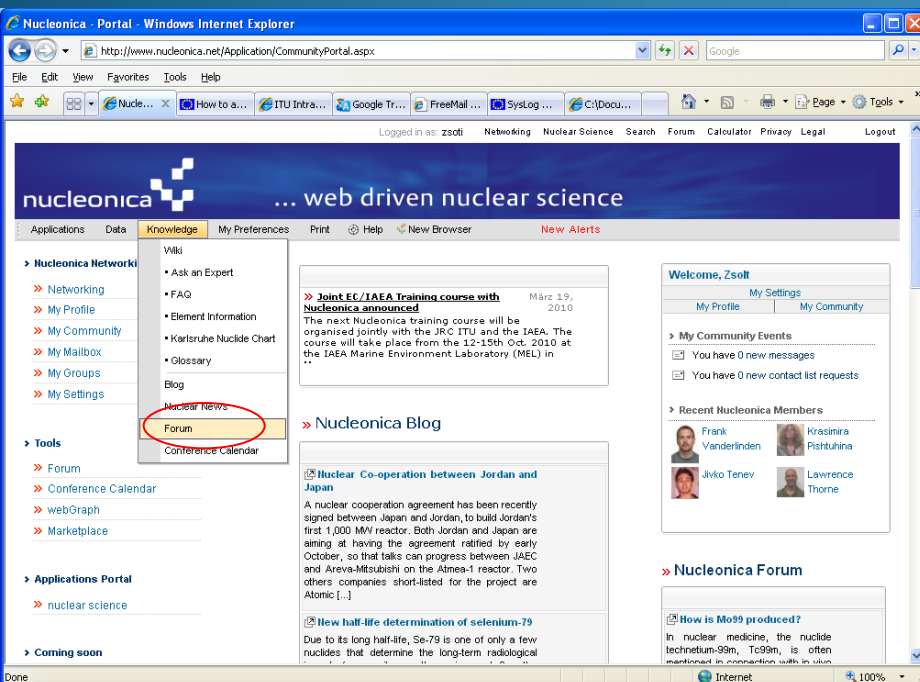 Nucleonica - Portal - Windows Internet Explorer
http://www.nucleonica.net/Application/CommunityPortal.aspx
Google
File Edit View Favorites Tools Help
Nucle... How to a... ITU Intra... Google Tr... FreeMail ... SysLog ... C:\Docu... Page Tools
Logged in as: zsoti Networking Nuclear Science Search Forum Calculator Privacy Legal Logout
nucleonica
... web driven nuclear science
Applications Data Knowledge My Preferences Print Help New Browser New Alerts
Wiki
• Ask an Expert
• FAQ
• Element Information
• Karlsruhe Nuclide Chart
• Glossary
Blog
Nuclear News
Forum
Conference Calendar
Nucleonica Networki
Networking
My Profile
My Community
My Mailbox
My Groups
My Settings
Tools
Forum
Conference Calendar
webGraph
Marketplace
Applications Portal
nuclear science
Coming soon
Joint EC/IAEA Training course with
Nucleonica announced
März 19,
2010
The next Nucleonica training course will be
organised jointly with the JRC ITU and the IAEA. The
course will take place from the 12-15th Oct. 2010 at
the IAEA Marine Environment Laboratory (MEL) in
Nucleonica Blog
Nuclear Co-operation between Jordan and
Japan
A nuclear cooperation agreement has been recently
signed between Japan and Jordan, to build Jordan's
first 1,000 MW reactor. Both Jordan and Japan are
aiming at having the agreement ratified by early
October, so that talks can progress between JAEC
and Areva-Mitsubishi on the Atmea-1 reactor. Two
others companies short-listed for the project are
Atomic [...]
New half-life determination of selenium-79
Due to its long half-life, Se-79 is one of only a few
nuclides that determine the long-term radiological
Welcome, Zsolt
My Settings
My Profile My Community
My Community Events
You have 0 new messages
You have 0 new contact list requests
Recent Nucleonica Members
Frank
Vanderlinden
Krasimira
Pishtuhina
Jivko Tenev
Lawrence
Thorne
Nucleonica Forum
How is Mo99 produced?
In nuclear medicine, the nuclide
technetium-99m, Tc99m, is often
mentioned in connection with in vivo
Done Internet 100%